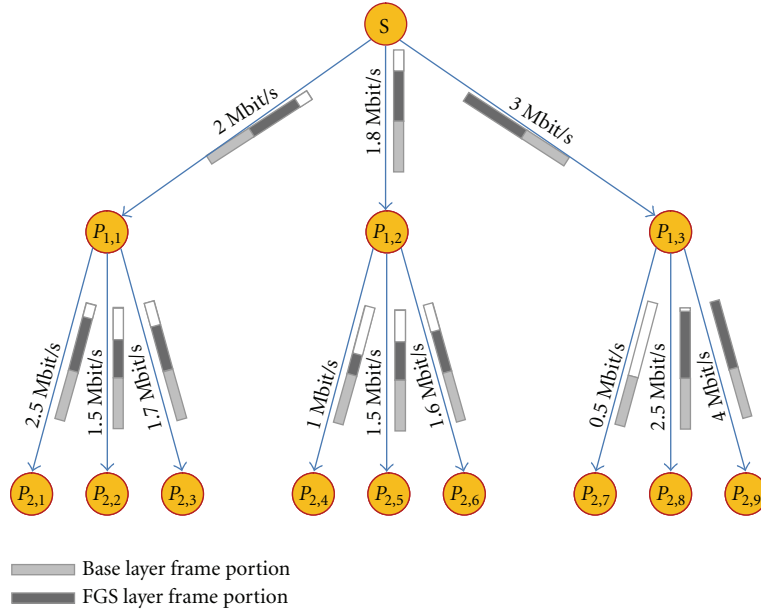 S
2 Mbit/s
1.8 Mbit/s
3 Mbit/s
P1,1
P1,2
P1,3
2.5 Mbit/s
1.5 Mbit/s
1.7 Mbit/s
1 Mbit/s
1.5 Mbit/s
1.6 Mbit/s
0.5 Mbit/s
2.5 Mbit/s
4 Mbit/s
P2,1
P2,2
P2,3
P2,4
P2,5
P2,6
P2,7
P2,8
P2,9
Base layer frame portion
FGS layer frame portion